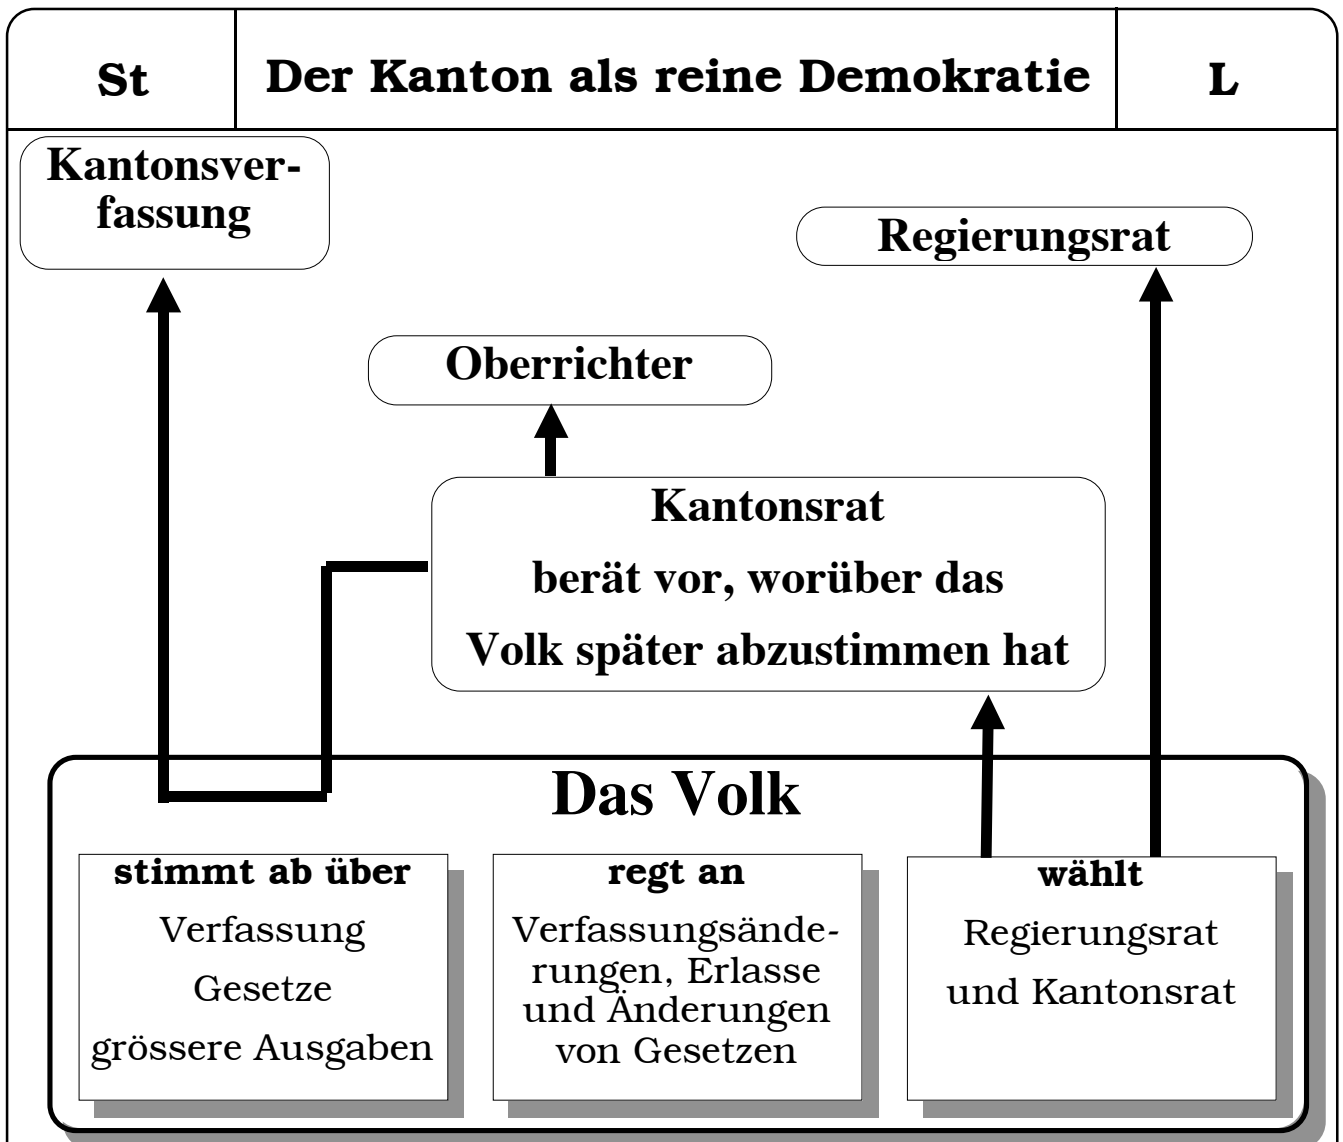 St
Der Kanton als reine Demokratie
L
Kantonsver-
fassung
Regierungsrat
Oberrichter
Kantonsrat
berät vor, worüber das
Volk später abzustimmen hat
Das Volk
stimmt ab über
Verfassung
Gesetze
grössere Ausgaben
regt an
Verfassungsände-
rungen, Erlasse
und Änderungen
von Gesetzen
wählt
Regierungsrat
und Kantonsrat